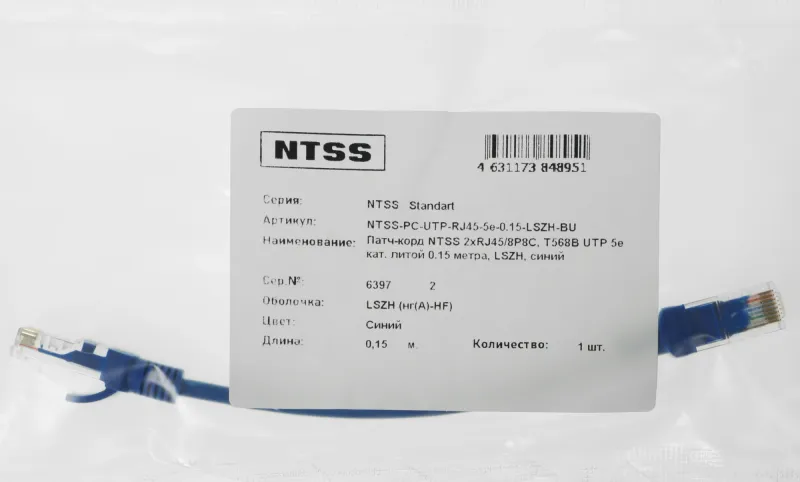 NTSS
4 631173 848951
Серия: NTSS Standart
Артикул: NTSS-PC-UTP-RJ45-5e-0.15-LSZH-BU
Наименование: Патч-корд NTSS 2xRJ45/8P8C, T568B UTP 5e
кат. литой 0.15 метра, LSZH, синий
Сер.№: 6397 2
Оболочка: LSZH (нг(A)-HF)
Цвет: Синий
Длина: 0,15 м. Количество: 1 шт.